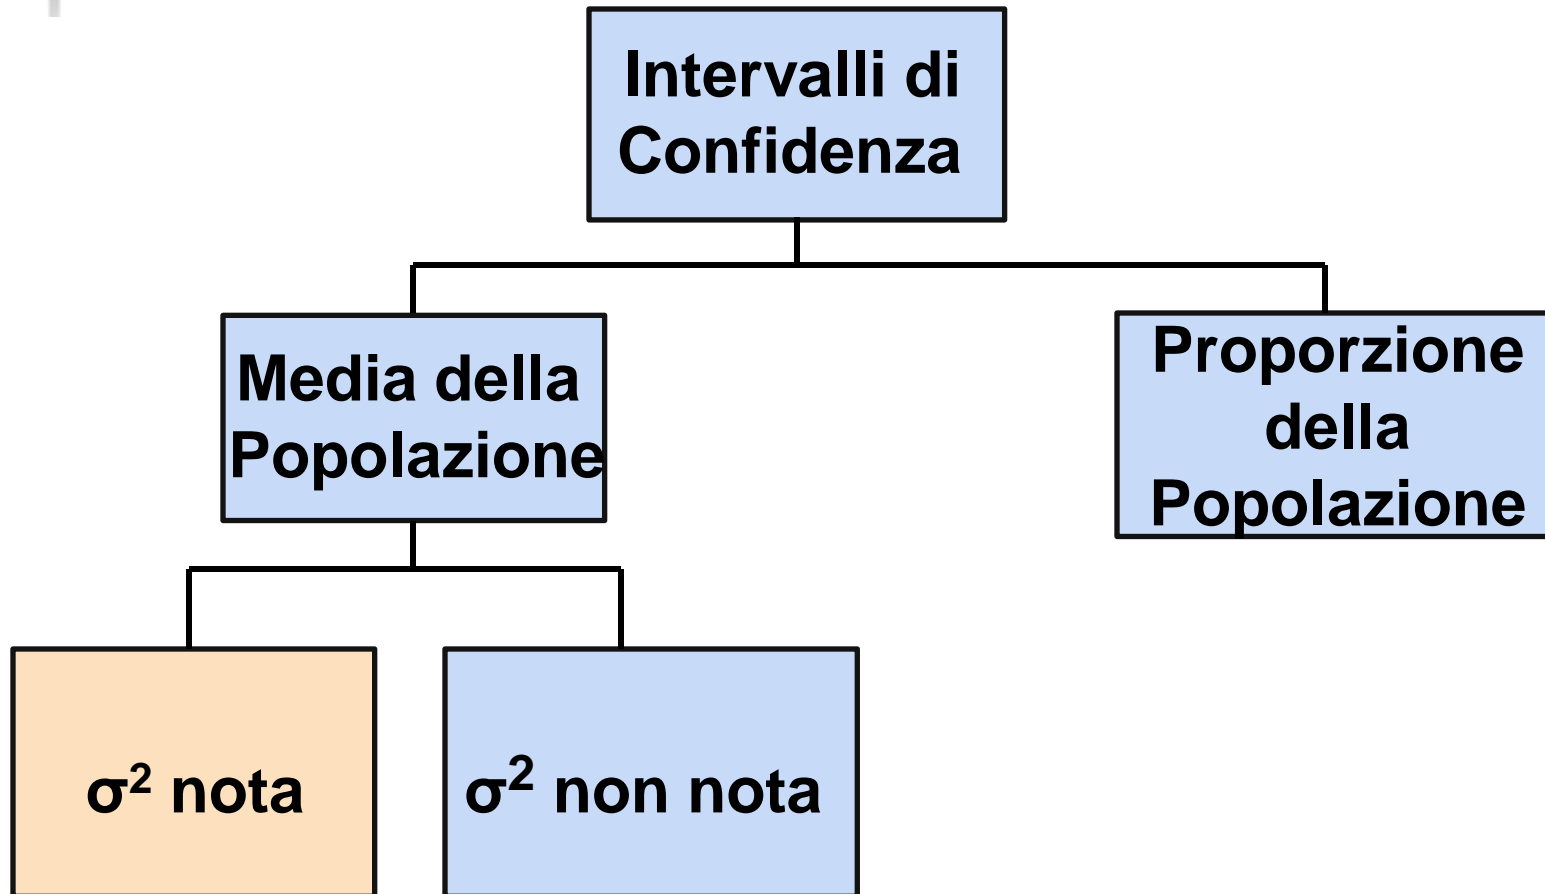 Intervalli di
Confidenza
Media della
Popolazione
Proporzione
della
Popolazione
σ² nota
σ² non nota